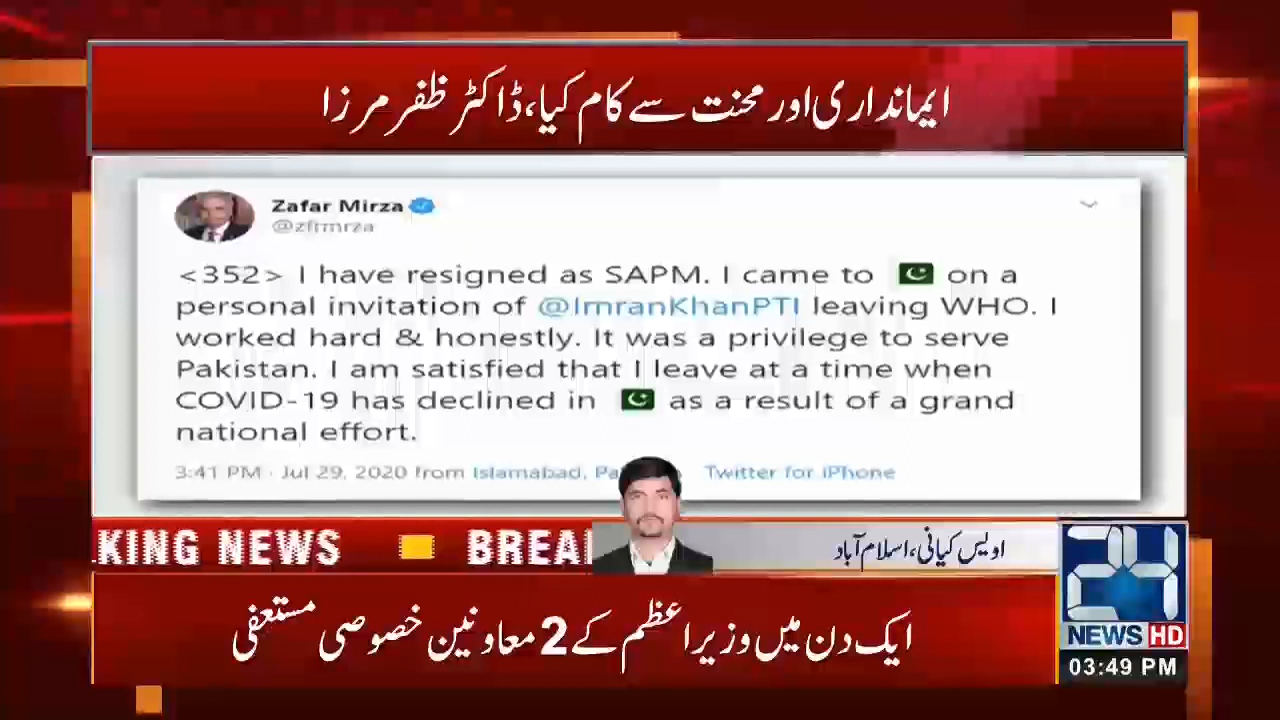 ایمانداری اور محنت سے کام کیا، ڈاکٹر ظفر مرزا
Zafar Mirza
@zfrmrza
<352> I have resigned as SAPM. I came to 🇵🇰 on a
personal invitation of @ImranKhanPTI leaving WHO. I
worked hard & honestly. It was a privilege to serve
Pakistan. I am satisfied that I leave at a time when
COVID-19 has declined in 🇵🇰 as a result of a grand
national effort.
3:41 PM · Jul 29, 2020 from Islamabad, Pa Twitter for iPhone
KING NEWS BREA
اویس کیانی، اسلام آباد
ایک دن میں وزیراعظم کے 2 معاونین خصوصی مستعفی
24
NEWS HD
03:49 PM